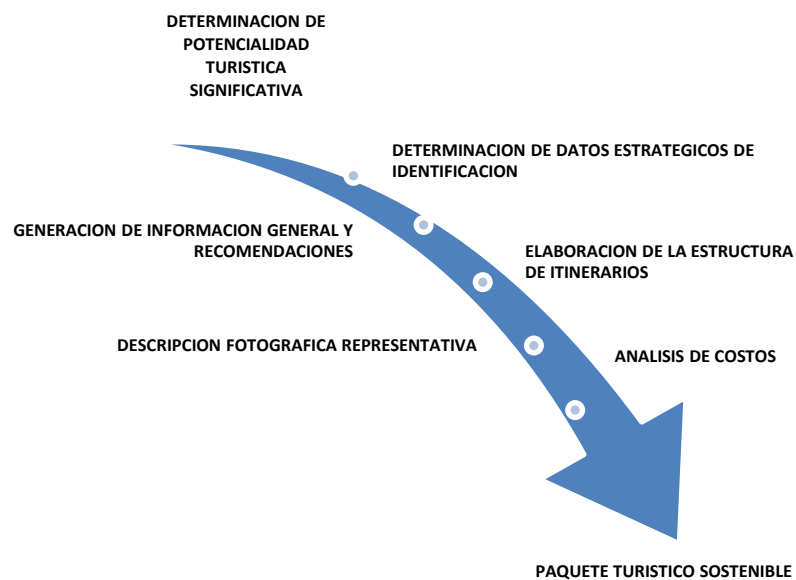 DETERMINACION DE
POTENCIALIDAD
TURISTICA
SIGNIFICATIVA
DETERMINACION DE DATOS ESTRATEGICOS DE
IDENTIFICACION
GENERACION DE INFORMACION GENERAL Y
RECOMENDACIONES
ELABORACION DE LA ESTRUCTURA
DE ITINERARIOS
DESCRIPCION FOTOGRAFICA REPRESENTATIVA
ANALISIS DE COSTOS
PAQUETE TURISTICO SOSTENIBLE